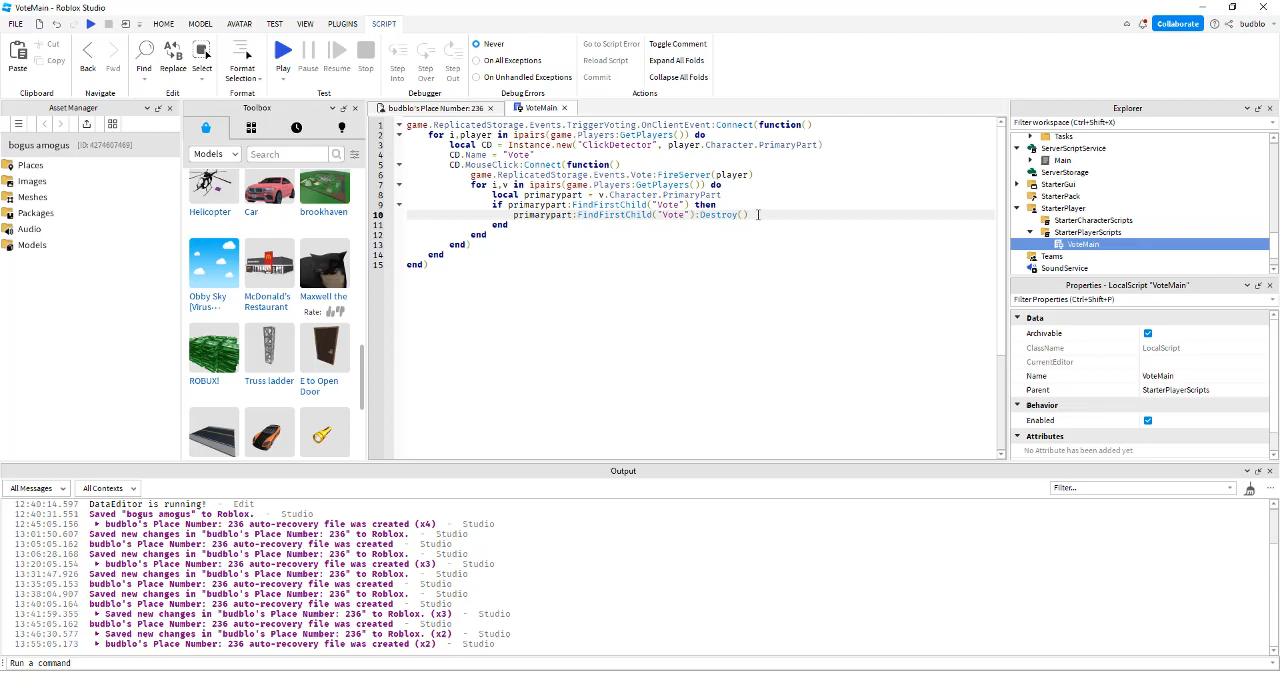 VoteMain - Roblox Studio
FILE HOME MODEL AVATAR TEST VIEW PLUGINS SCRIPT Collaborate budblo
Paste Cut Copy Back Fwd Find Replace Select Format Selection Play Pause Resume Stop Step Into Step Over Step Out
Never
On All Exceptions
On Unhandled Exceptions
Go to Script Error
Reload Script
Commit
Toggle Comment
Expand All Folds
Collapse All Folds
Clipboard Navigate Edit Format Test Debugger Debug Errors Actions
Asset Manager
bogus amogus [ID: 4274607469]
Places
Images
Meshes
Packages
Audio
Models
Toolbox
Models Search
Helicopter Car brookhaven
Obby Sky [Virus··· McDonald's Restaurant Maxwell the
Rate:
ROBUX! Truss ladder E to Open Door
budblo's Place Number: 236 VoteMain
1 game.ReplicatedStorage.Events.TriggerVoting.OnClientEvent:Connect(function()
2 for i,player in ipairs(game.Players:GetPlayers()) do
3 local CD = Instance.new("ClickDetector", player.Character.PrimaryPart)
4 CD.Name = "Vote"
5 CD.MouseClick:Connect(function()
6 game.ReplicatedStorage.Events.Vote:FireServer(player)
7 for i,v in ipairs(game.Players:GetPlayers()) do
8 local primarypart = v.Character.PrimaryPart
9 if primarypart:FindFirstChild("Vote") then
10 primarypart:FindFirstChild("Vote"):Destroy()
11 end
12 end
13 end)
14 end
15 end)
Explorer
Filter workspace (Ctrl+Shift+X)
Tasks
ServerScriptService
Main
ServerStorage
StarterGui
StarterPack
StarterPlayer
StarterCharacterScripts
StarterPlayerScripts
VoteMain
Teams
SoundService
Properties - LocalScript "VoteMain"
Filter Properties (Ctrl+Shift+P)
Data
Archivable
ClassName LocalScript
CurrentEditor
Name VoteMain
Parent StarterPlayerScripts
Behavior
Enabled
Attributes
No Attribute has been added yet
Output
All Messages All Contexts Filter...
12:40:14.597 DataEditor is running! - Edit
12:40:31.551 Saved "bogus amogus" to Roblox. - Studio
12:45:05.156 budblo's Place Number: 236 auto-recovery file was created (x4) - Studio
13:01:50.607 Saved new changes in "budblo's Place Number: 236" to Roblox. - Studio
13:05:05.162 budblo's Place Number: 236 auto-recovery file was created - Studio
13:06:28.168 Saved new changes in "budblo's Place Number: 236" to Roblox. - Studio
13:20:05.154 budblo's Place Number: 236 auto-recovery file was created (x3) - Studio
13:31:47.926 Saved new changes in "budblo's Place Number: 236" to Roblox. - Studio
13:35:05.153 budblo's Place Number: 236 auto-recovery file was created - Studio
13:38:04.907 Saved new changes in "budblo's Place Number: 236" to Roblox. - Studio
13:40:05.164 budblo's Place Number: 236 auto-recovery file was created - Studio
13:41:59.355 Saved new changes in "budblo's Place Number: 236" to Roblox. (x3) - Studio
13:45:05.162 budblo's Place Number: 236 auto-recovery file was created - Studio
13:46:30.577 Saved new changes in "budblo's Place Number: 236" to Roblox. (x2) - Studio
13:55:05.173 budblo's Place Number: 236 auto-recovery file was created (x2) - Studio
Run a command